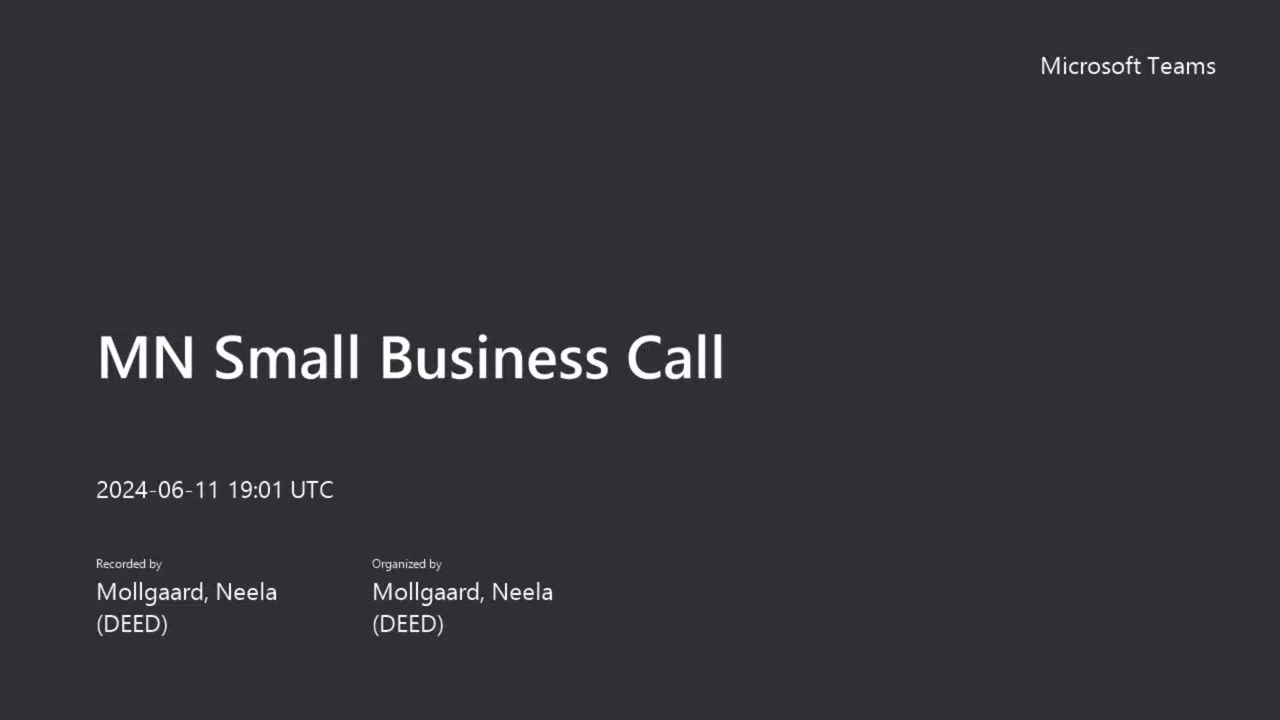 Microsoft Teams
MN Small Business Call
2024-06-11 19:01 UTC
Recorded by
Mollgaard, Neela
(DEED)
Organized by
Mollgaard, Neela
(DEED)